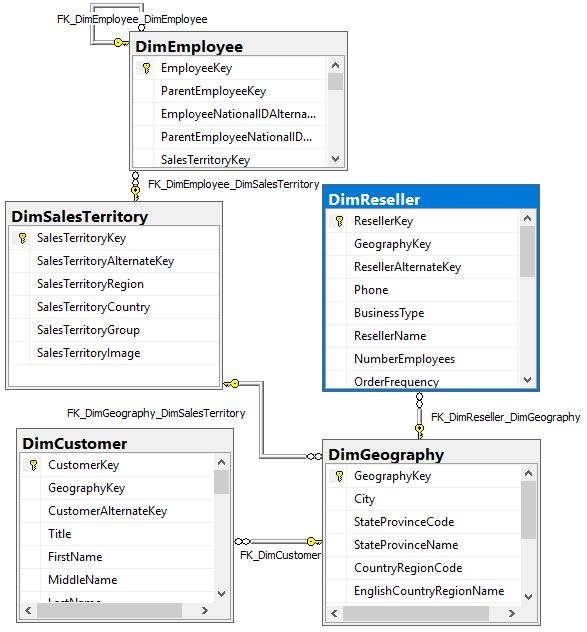 FK_DimEmployee_DimEmployee
DimEmployee
EmployeeKey
ParentEmployeeKey
EmployeeNationalIDAlterna...
ParentEmployeeNationalID...
SalesTerritoryKey
FK_DimEmployee_DimSalesTerritory
DimSalesTerritory
SalesTerritoryKey
SalesTerritoryAlternateKey
SalesTerritoryRegion
SalesTerritoryCountry
SalesTerritoryGroup
SalesTerritoryImage
DimReseller
ResellerKey
GeographyKey
ResellerAlternateKey
Phone
BusinessType
ResellerName
NumberEmployees
OrderFrequency
FK_DimGeography_DimSalesTerritory
FK_DimReseller_DimGeography
DimCustomer
CustomerKey
GeographyKey
CustomerAlternateKey
Title
FirstName
MiddleName
LastName
FK_DimCustomer
DimGeography
GeographyKey
City
StateProvinceCode
StateProvinceName
CountryRegionCode
EnglishCountryRegionName